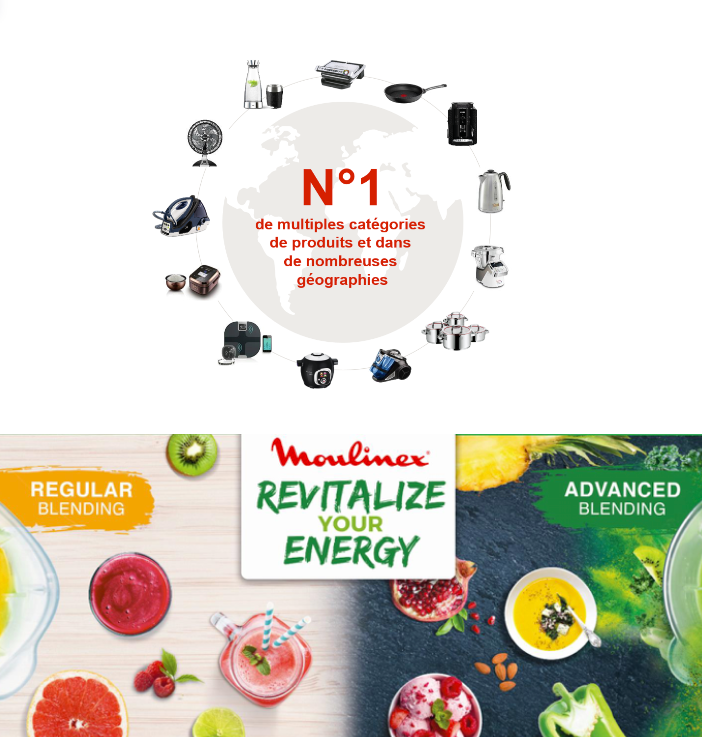 N°1
de multiples catégories
de produits et dans
de nombreuses
géographies
Moulinex
REGULAR
BLENDING
REVITALIZE
YOUR
ENERGY
ADVANCED
BLENDING